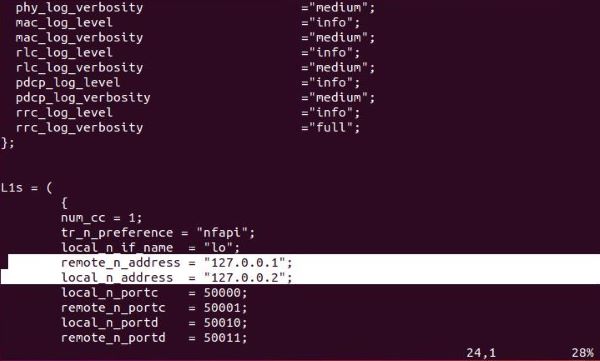 phy_log_verbosity ="medium";
mac_log_level ="info";
mac_log_verbosity ="medium";
rlc_log_level ="info";
rlc_log_verbosity ="medium";
pdcp_log_level ="info";
pdcp_log_verbosity ="medium";
rrc_log_level ="info";
rrc_log_verbosity ="full";
};
L1s = (
{
num_cc = 1;
tr_n_preference = "nfapi";
local_n_if_name = "lo";
remote_n_address = "127.0.0.1";
local_n_address = "127.0.0.2";
local_n_portc = 50000;
remote_n_portc = 50001;
local_n_portd = 50010;
remote_n_portd = 50011;
24,1 28%